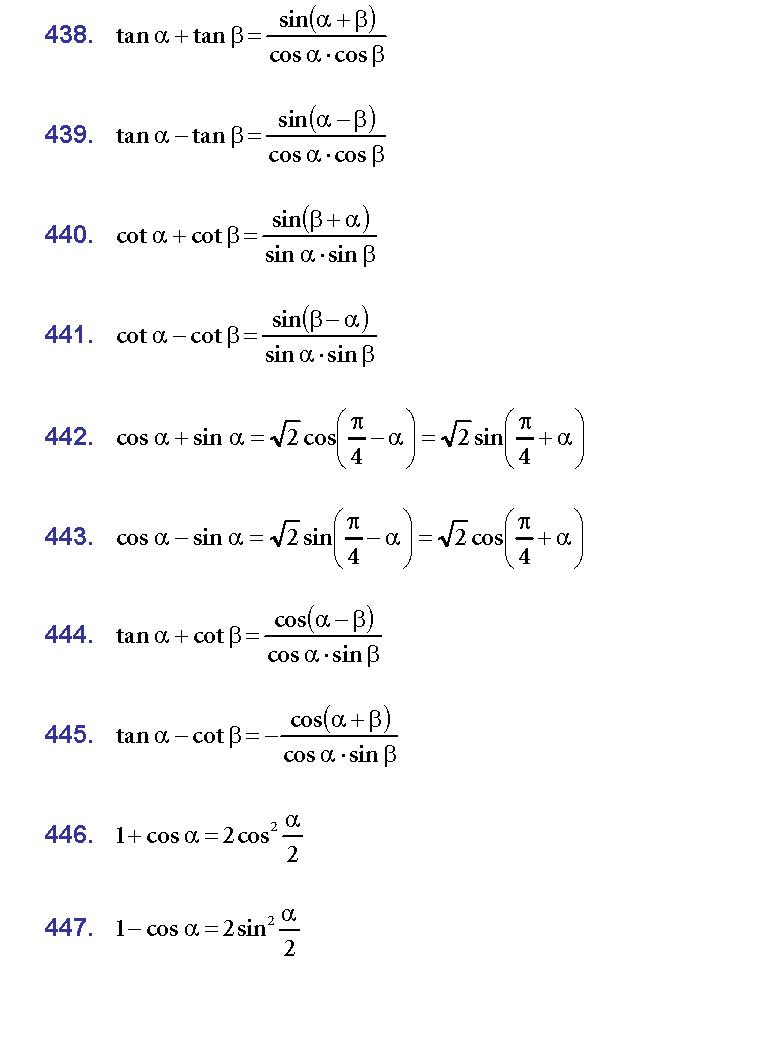 438. tan α + tan β = sin(α + β) / cos α · cos β
439. tan α − tan β = sin(α − β) / cos α · cos β
440. cot α + cot β = sin(β + α) / sin α · sin β
441. cot α − cot β = sin(β − α) / sin α · sin β
442. cos α + sin α = √2 cos(π/4 − α) = √2 sin(π/4 + α)
443. cos α − sin α = √2 sin(π/4 − α) = √2 cos(π/4 + α)
444. tan α + cot β = cos(α − β) / cos α · sin β
445. tan α − cot β = − cos(α + β) / cos α · sin β
446. 1 + cos α = 2 cos² α/2
447. 1 − cos α = 2 sin² α/2